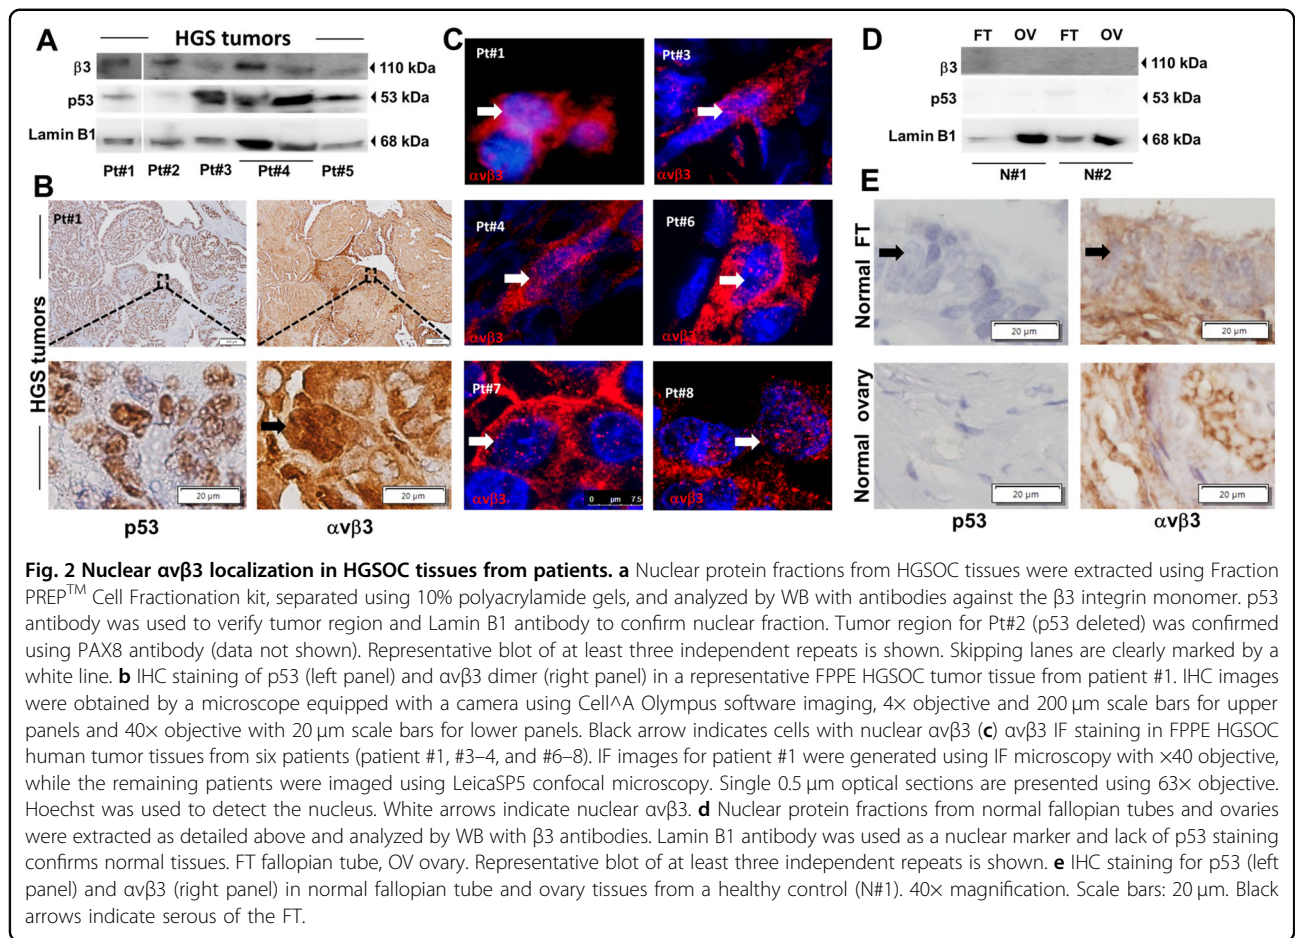 A
HGS tumors
β3
110 kDa
p53
53 kDa
Lamin B1
68 kDa
Pt#1 Pt#2 Pt#3 Pt#4 Pt#5
B
HGS tumors
Pt#1
20 µm
20 µm
p53
αvβ3
C
Pt#1
αvβ3
Pt#3
αvβ3
Pt#4
αvβ3
Pt#6
αvβ3
Pt#7
αvβ3
0 µm 7.5
Pt#8
αvβ3
D
FT OV FT OV
β3
110 kDa
p53
53 kDa
Lamin B1
68 kDa
N#1 N#2
E
Normal FT
20 µm
20 µm
Normal ovary
20 µm
20 µm
p53
αvβ3
Fig. 2 Nuclear αvβ3 localization in HGSOC tissues from patients. a Nuclear protein fractions from HGSOC tissues were extracted using Fraction
PREP™ Cell Fractionation kit, separated using 10% polyacrylamide gels, and analyzed by WB with antibodies against the β3 integrin monomer. p53
antibody was used to verify tumor region and Lamin B1 antibody to confirm nuclear fraction. Tumor region for Pt#2 (p53 deleted) was confirmed
using PAX8 antibody (data not shown). Representative blot of at least three independent repeats is shown. Skipping lanes are clearly marked by a
white line. b IHC staining of p53 (left panel) and αvβ3 dimer (right panel) in a representative FPPE HGSOC tumor tissue from patient #1. IHC images
were obtained by a microscope equipped with a camera using Cell^A Olympus software imaging, 4× objective and 200 µm scale bars for upper
panels and 40× objective with 20 µm scale bars for lower panels. Black arrow indicates cells with nuclear αvβ3 (c) αvβ3 IF staining in FPPE HGSOC
human tumor tissues from six patients (patient #1, #3–4, and #6–8). IF images for patient #1 were generated using IF microscopy with ×40 objective,
while the remaining patients were imaged using LeicaSP5 confocal microscopy. Single 0.5 µm optical sections are presented using 63× objective.
Hoechst was used to detect the nucleus. White arrows indicate nuclear αvβ3. d Nuclear protein fractions from normal fallopian tubes and ovaries
were extracted as detailed above and analyzed by WB with β3 antibodies. Lamin B1 antibody was used as a nuclear marker and lack of p53 staining
confirms normal tissues. FT fallopian tube, OV ovary. Representative blot of at least three independent repeats is shown. e IHC staining for p53 (left
panel) and αvβ3 (right panel) in normal fallopian tube and ovary tissues from a healthy control (N#1). 40× magnification. Scale bars: 20 µm. Black
arrows indicate serous of the FT.